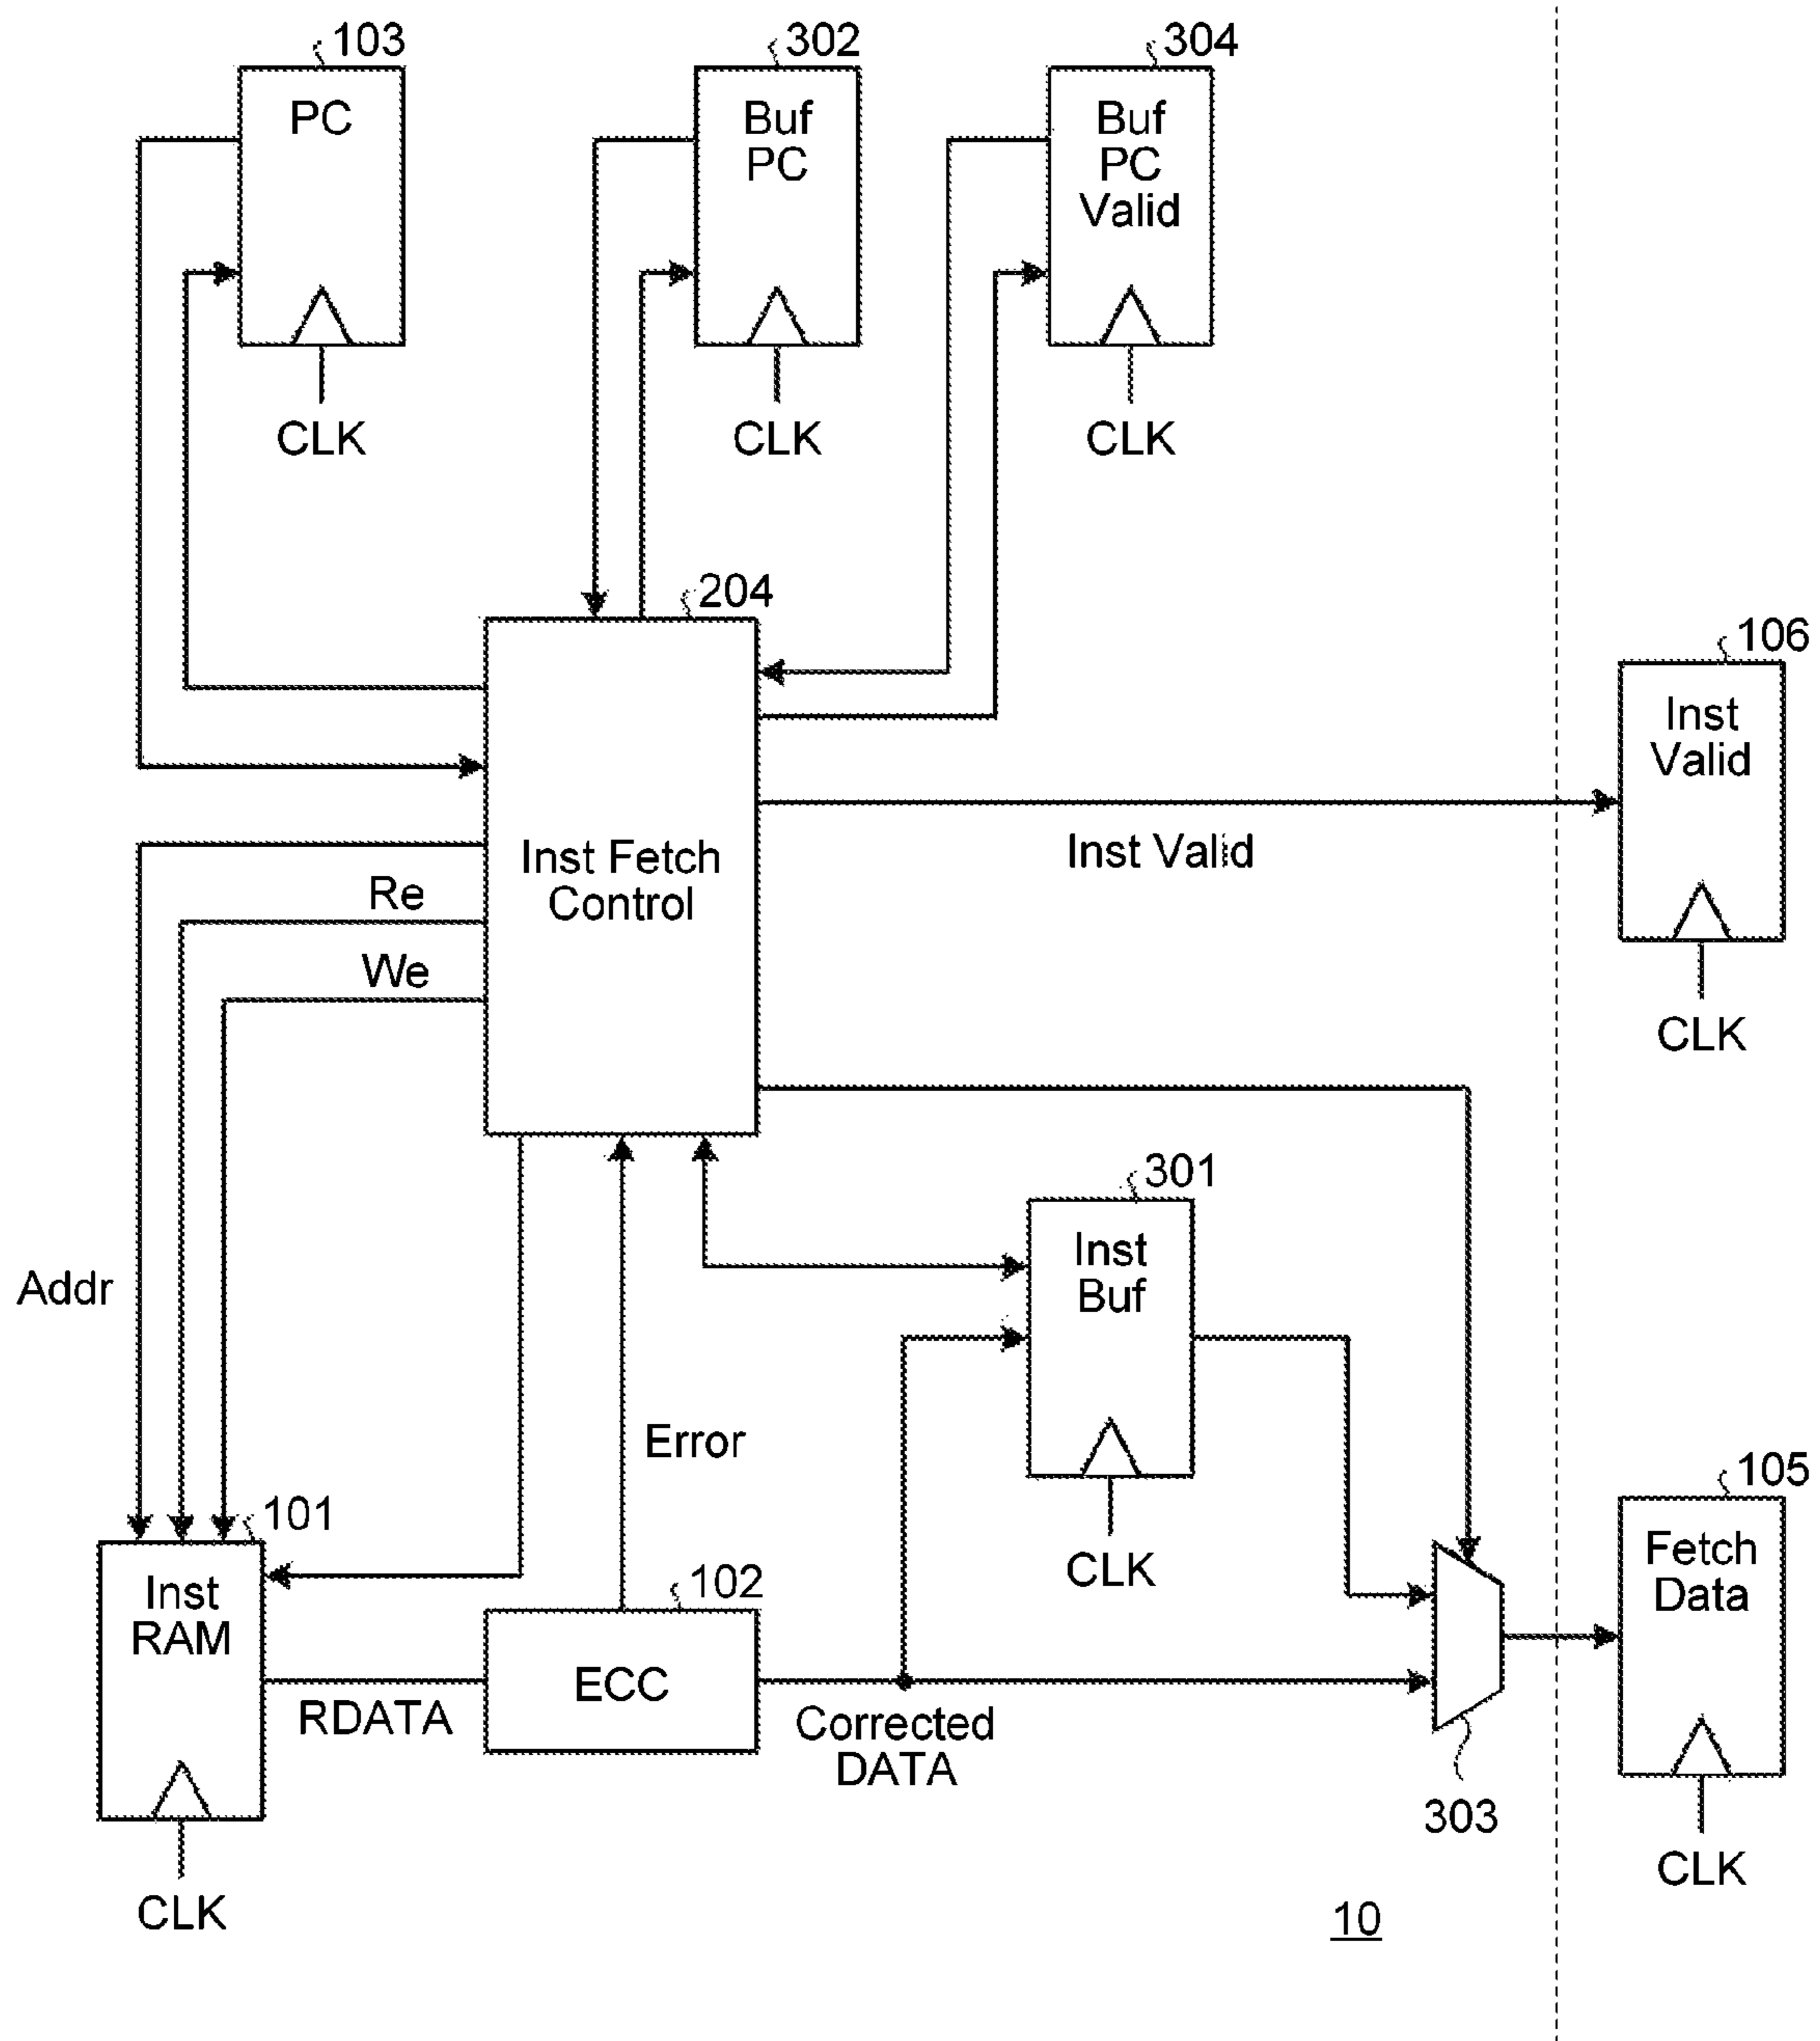 103
302
304
PC
Buf
PC
Buf
PC
Valid
CLK
CLK
CLK
204
106
Inst
Valid
Inst Fetch
Control
Inst Valid
Re
We
CLK
301
Inst
Buf
Addr
Error
101
102
105
CLK
Inst
RAM
Fetch
Data
ECC
RDATA
Corrected
DATA
303
CLK
CLK
10